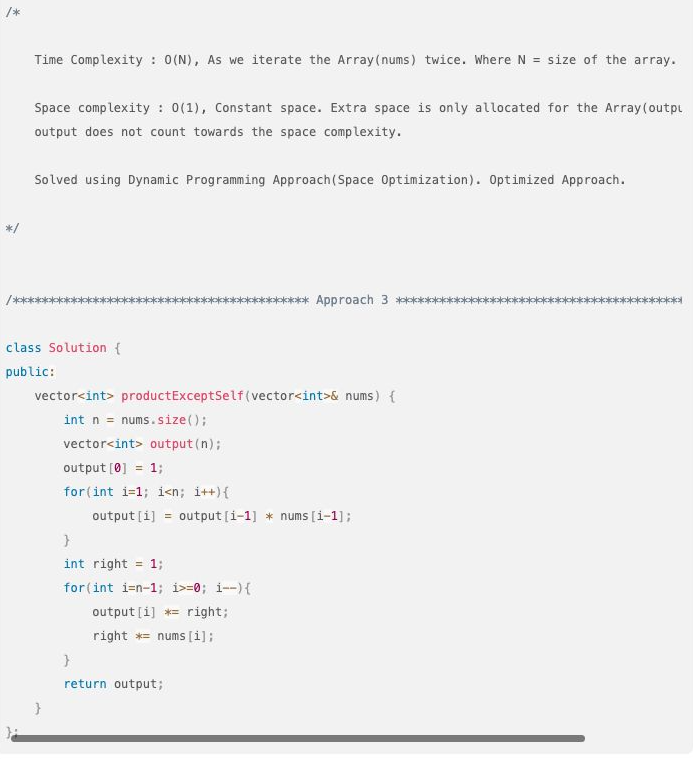 /*
    Time Complexity : O(N), As we iterate the Array(nums) twice. Where N = size of the array.
    Space complexity : O(1), Constant space. Extra space is only allocated for the Array(outpu
    output does not count towards the space complexity.
    Solved using Dynamic Programming Approach(Space Optimization). Optimized Approach.
*/
/***************************************** Approach 3 ****************************************
class Solution {
public:
    vector<int> productExceptSelf(vector<int>& nums) {
        int n = nums.size();
        vector<int> output(n);
        output[0] = 1;
        for(int i=1; i<n; i++){
            output[i] = output[i-1] * nums[i-1];
        }
        int right = 1;
        for(int i=n-1; i>=0; i--){
            output[i] *= right;
            right *= nums[i];
        }
        return output;
    }
};